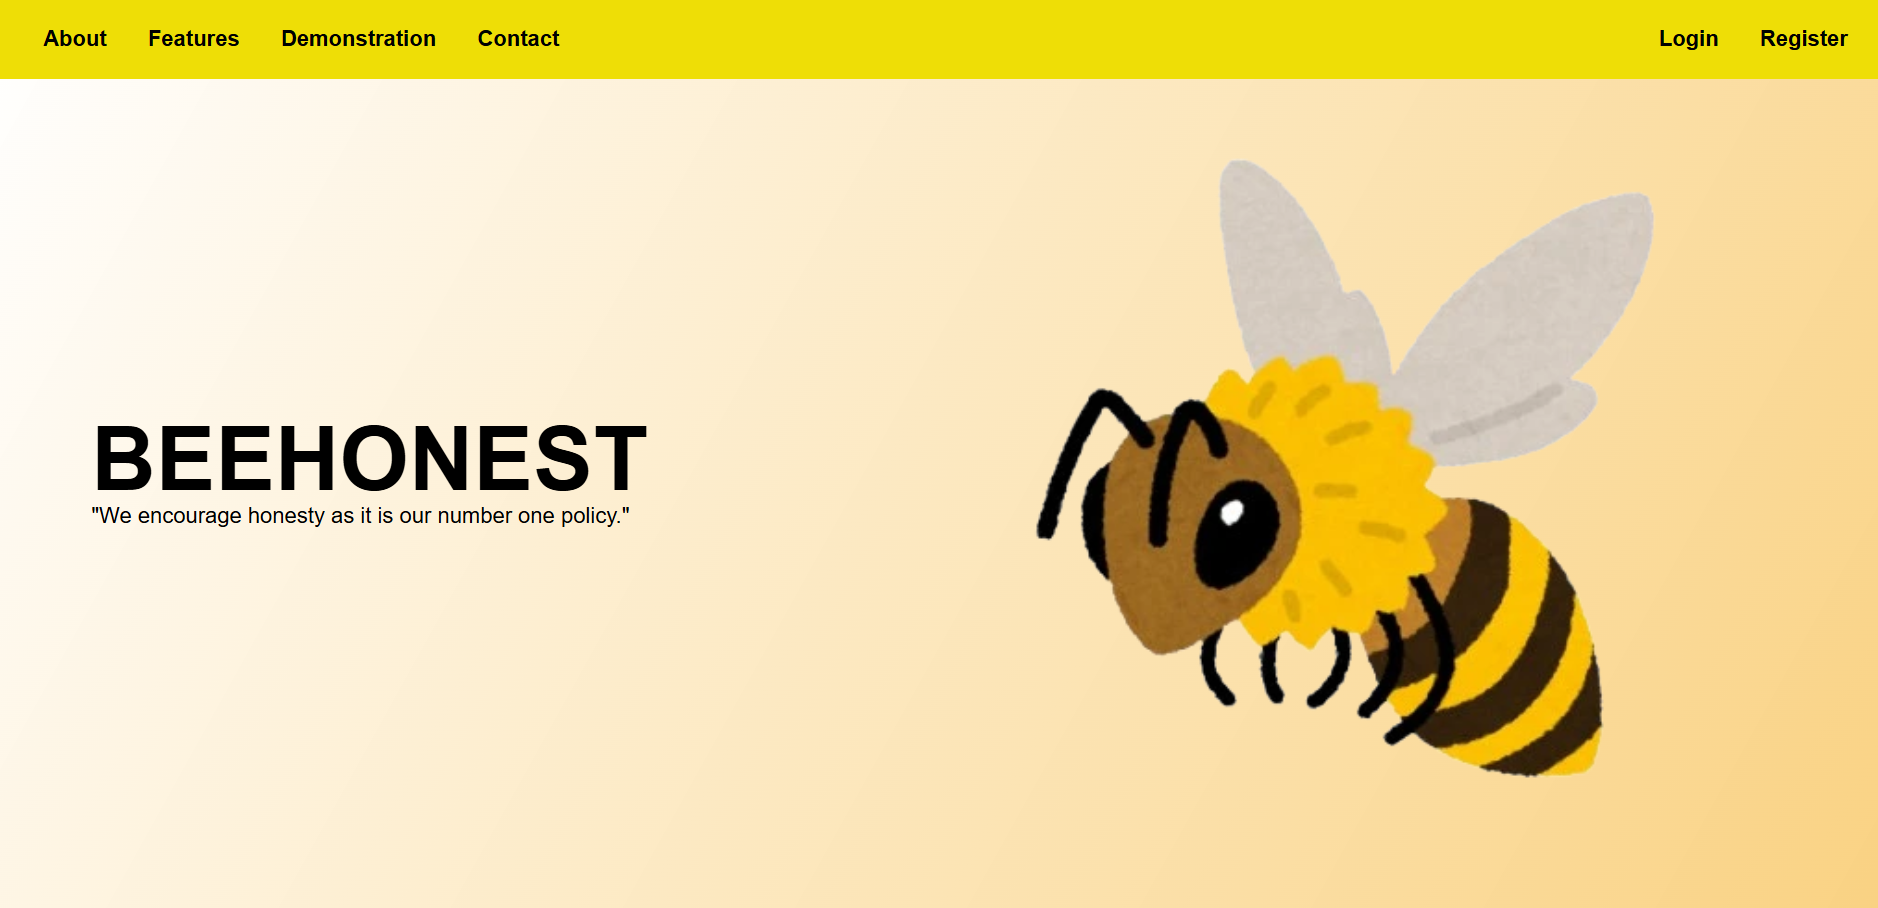 About Features Demonstration Contact Login Register
BEEHONEST
"We encourage honesty as it is our number one policy."